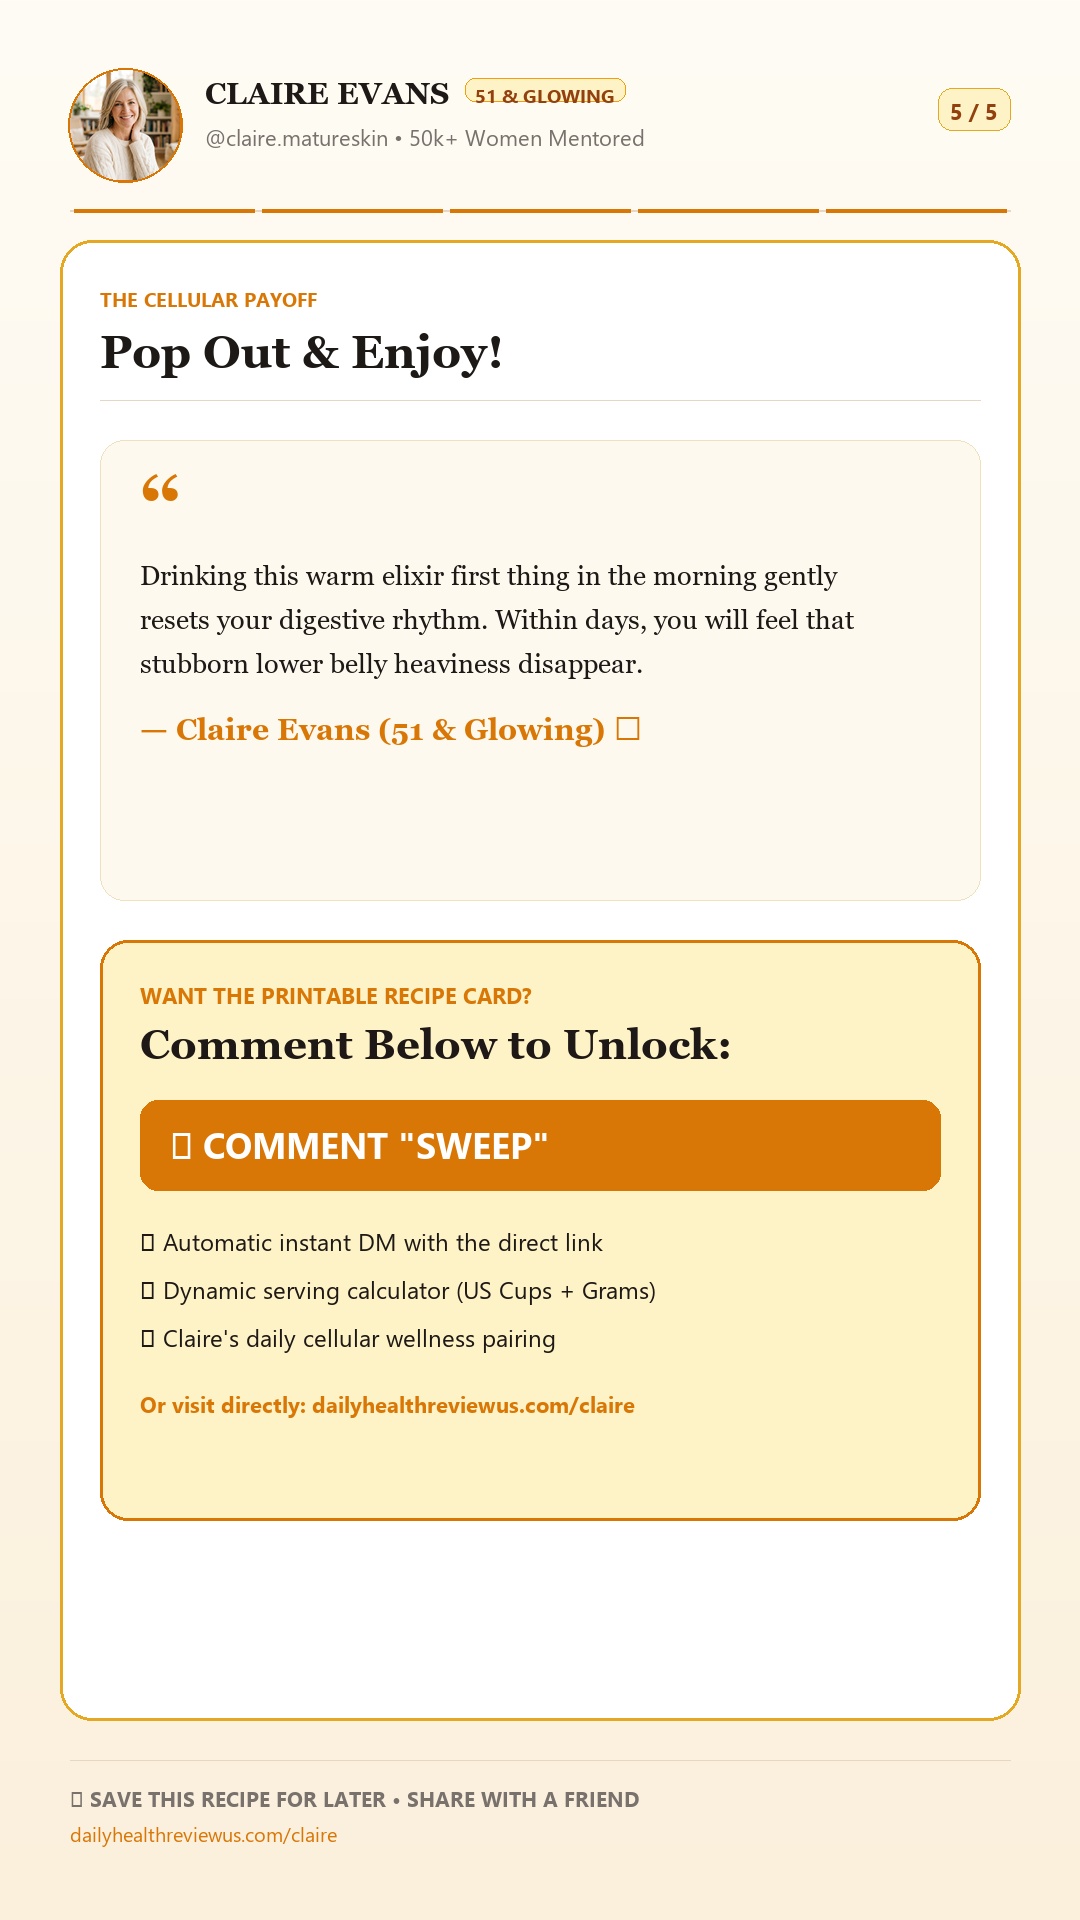 CLAIRE EVANS
51 & GLOWING
@claire.matureskin • 50k+ Women Mentored
5 / 5
THE CELLULAR PAYOFF
Pop Out & Enjoy!
“
Drinking this warm elixir first thing in the morning gently
resets your digestive rhythm. Within days, you will feel that
stubborn lower belly heaviness disappear.
— Claire Evans (51 & Glowing) □
WANT THE PRINTABLE RECIPE CARD?
Comment Below to Unlock:
▯ COMMENT "SWEEP"
▯ Automatic instant DM with the direct link
▯ Dynamic serving calculator (US Cups + Grams)
▯ Claire's daily cellular wellness pairing
Or visit directly: dailyhealthreviewus.com/claire
▯ SAVE THIS RECIPE FOR LATER • SHARE WITH A FRIEND
dailyhealthreviewus.com/claire